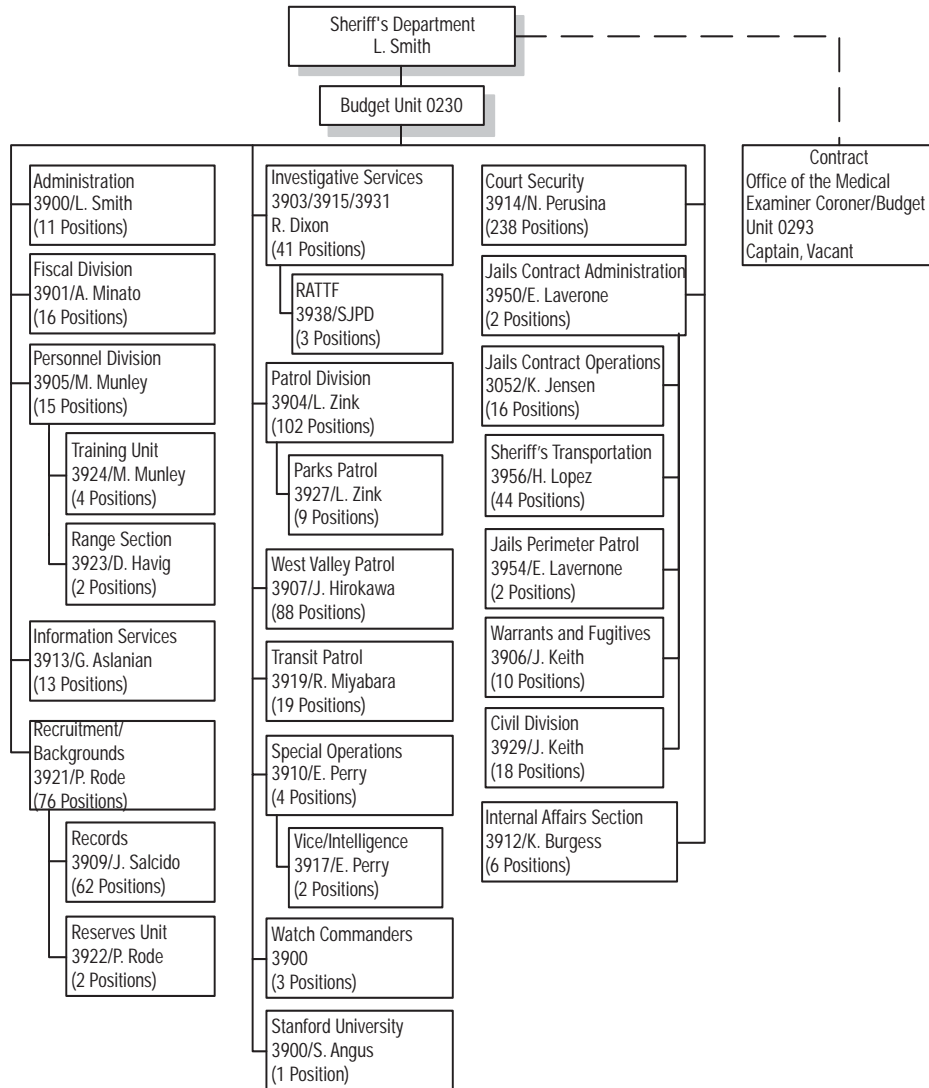 Sheriff's Department
L. Smith
Budget Unit 0230
Contract
Office of the Medical
Examiner Coroner/Budget
Unit 0293
Captain, Vacant
Administration
3900/L. Smith
(11 Positions)
Fiscal Division
3901/A. Minato
(16 Positions)
Personnel Division
3905/M. Munley
(15 Positions)
Training Unit
3924/M. Munley
(4 Positions)
Range Section
3923/D. Havig
(2 Positions)
Information Services
3913/G. Aslanian
(13 Positions)
Recruitment/
Backgrounds
3921/P. Rode
(76 Positions)
Records
3909/J. Salcido
(62 Positions)
Reserves Unit
3922/P. Rode
(2 Positions)
Investigative Services
3903/3915/3931
R. Dixon
(41 Positions)
RATTF
3938/SJPD
(3 Positions)
Patrol Division
3904/L. Zink
(102 Positions)
Parks Patrol
3927/L. Zink
(9 Positions)
West Valley Patrol
3907/J. Hirokawa
(88 Positions)
Transit Patrol
3919/R. Miyabara
(19 Positions)
Special Operations
3910/E. Perry
(4 Positions)
Vice/Intelligence
3917/E. Perry
(2 Positions)
Watch Commanders
3900
(3 Positions)
Stanford University
3900/S. Angus
(1 Position)
Court Security
3914/N. Perusina
(238 Positions)
Jails Contract Administration
3950/E. Laverone
(2 Positions)
Jails Contract Operations
3052/K. Jensen
(16 Positions)
Sheriff's Transportation
3956/H. Lopez
(44 Positions)
Jails Perimeter Patrol
3954/E. Lavernone
(2 Positions)
Warrants and Fugitives
3906/J. Keith
(10 Positions)
Civil Division
3929/J. Keith
(18 Positions)
Internal Affairs Section
3912/K. Burgess
(6 Positions)